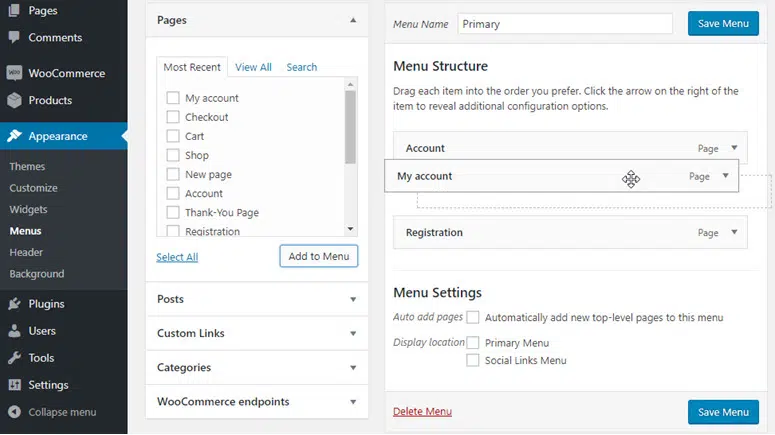 Pages
Comments
WooCommerce
Products
Appearance
Themes
Customize
Widgets
Menus
Header
Background
Plugins
Users
Tools
Settings
Collapse menu
Pages
Most Recent View All Search
My account
Checkout
Cart
Shop
New page
Account
Thank-You Page
Registration
Select All Add to Menu
Posts
Custom Links
Categories
WooCommerce endpoints
Menu Name Primary Save Menu
Menu Structure
Drag each item into the order you prefer. Click the arrow on the right of the
item to reveal additional configuration options.
Account Page
My account Page
Registration Page
Menu Settings
Auto add pages Automatically add new top-level pages to this menu
Display location Primary Menu
Social Links Menu
Delete Menu Save Menu